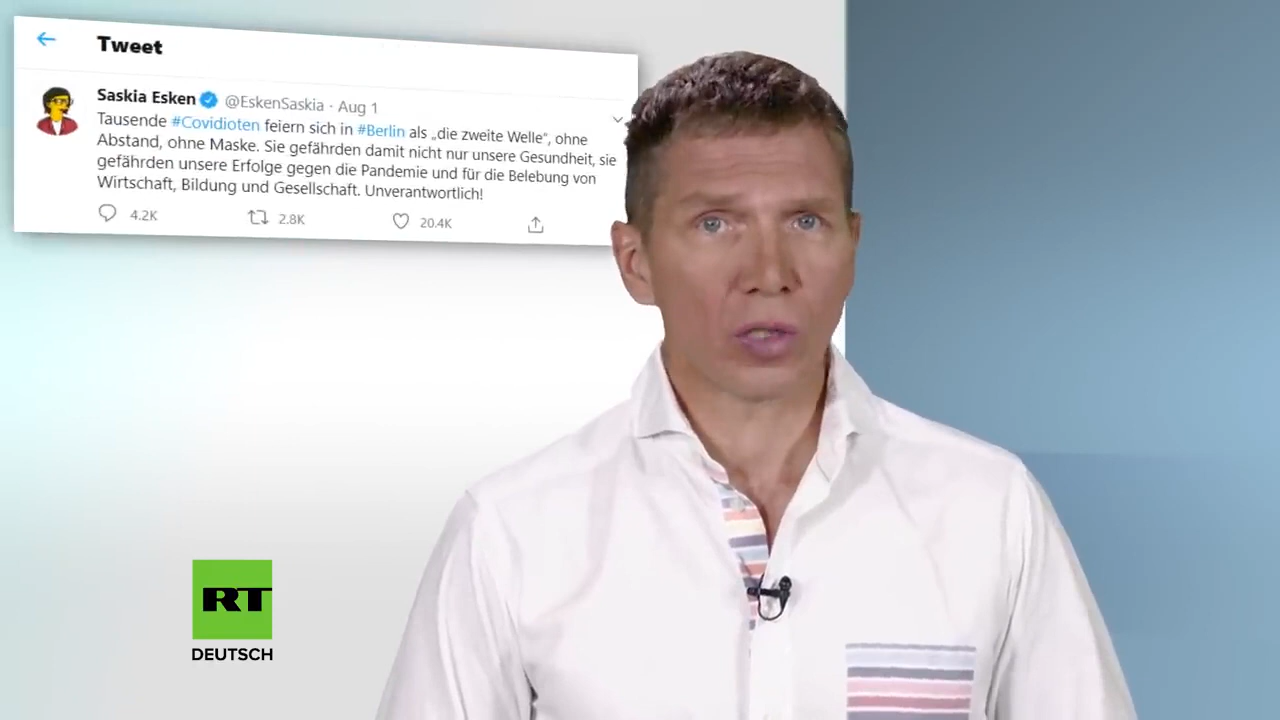 Tweet
Saskia Esken @EskenSaskia · Aug 1
Tausende #Covidioten feiern sich in #Berlin als „die zweite Welle“, ohne
Abstand, ohne Maske. Sie gefährden damit nicht nur unsere Gesundheit, sie
gefährden unsere Erfolge gegen die Pandemie und für die Belebung von
Wirtschaft, Bildung und Gesellschaft. Unverantwortlich!
4.2K 2.8K 20.4K
RT
DEUTSCH